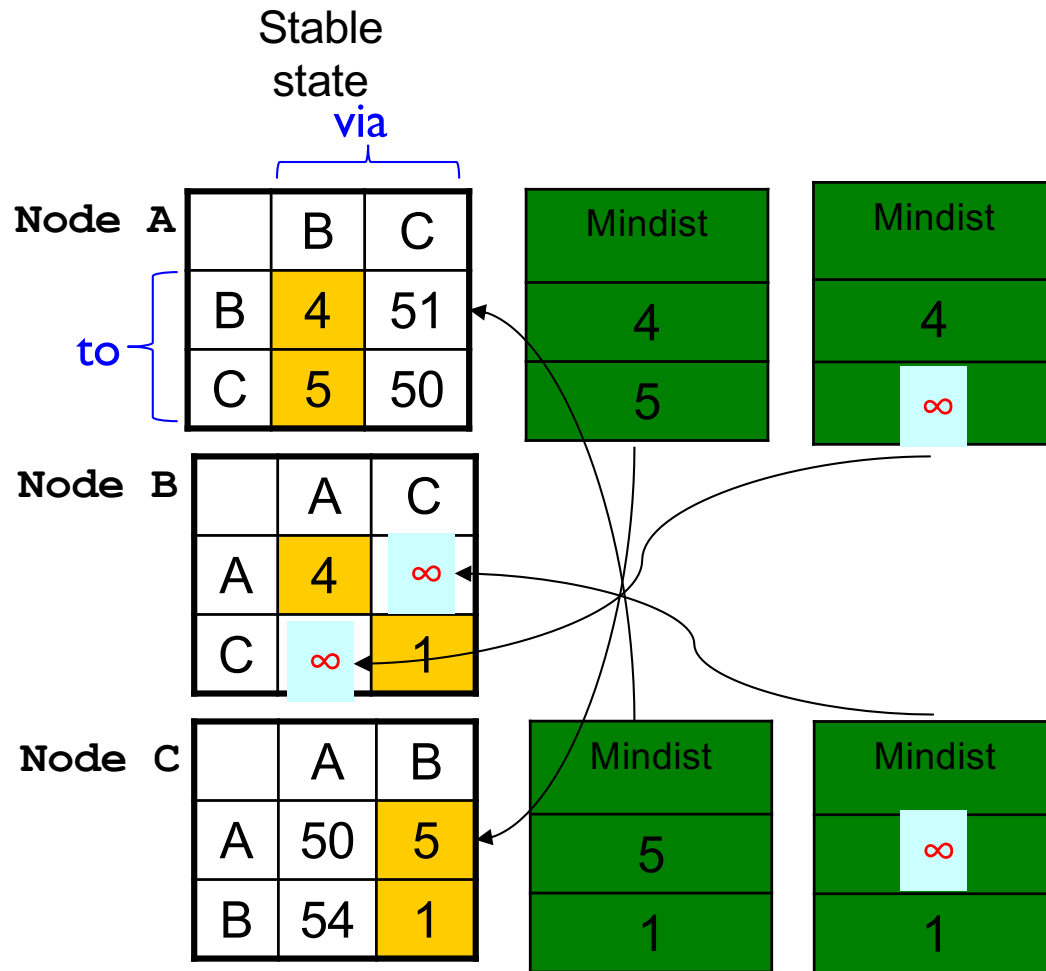 Stable
state
via
Node A
B C
B 4 51
to
C 5 50
Mindist
4
5
Mindist
4
∞
Node B
A C
A 4 ∞
C ∞ 1
Node C
A B
A 50 5
B 54 1
Mindist
5
1
Mindist
∞
1